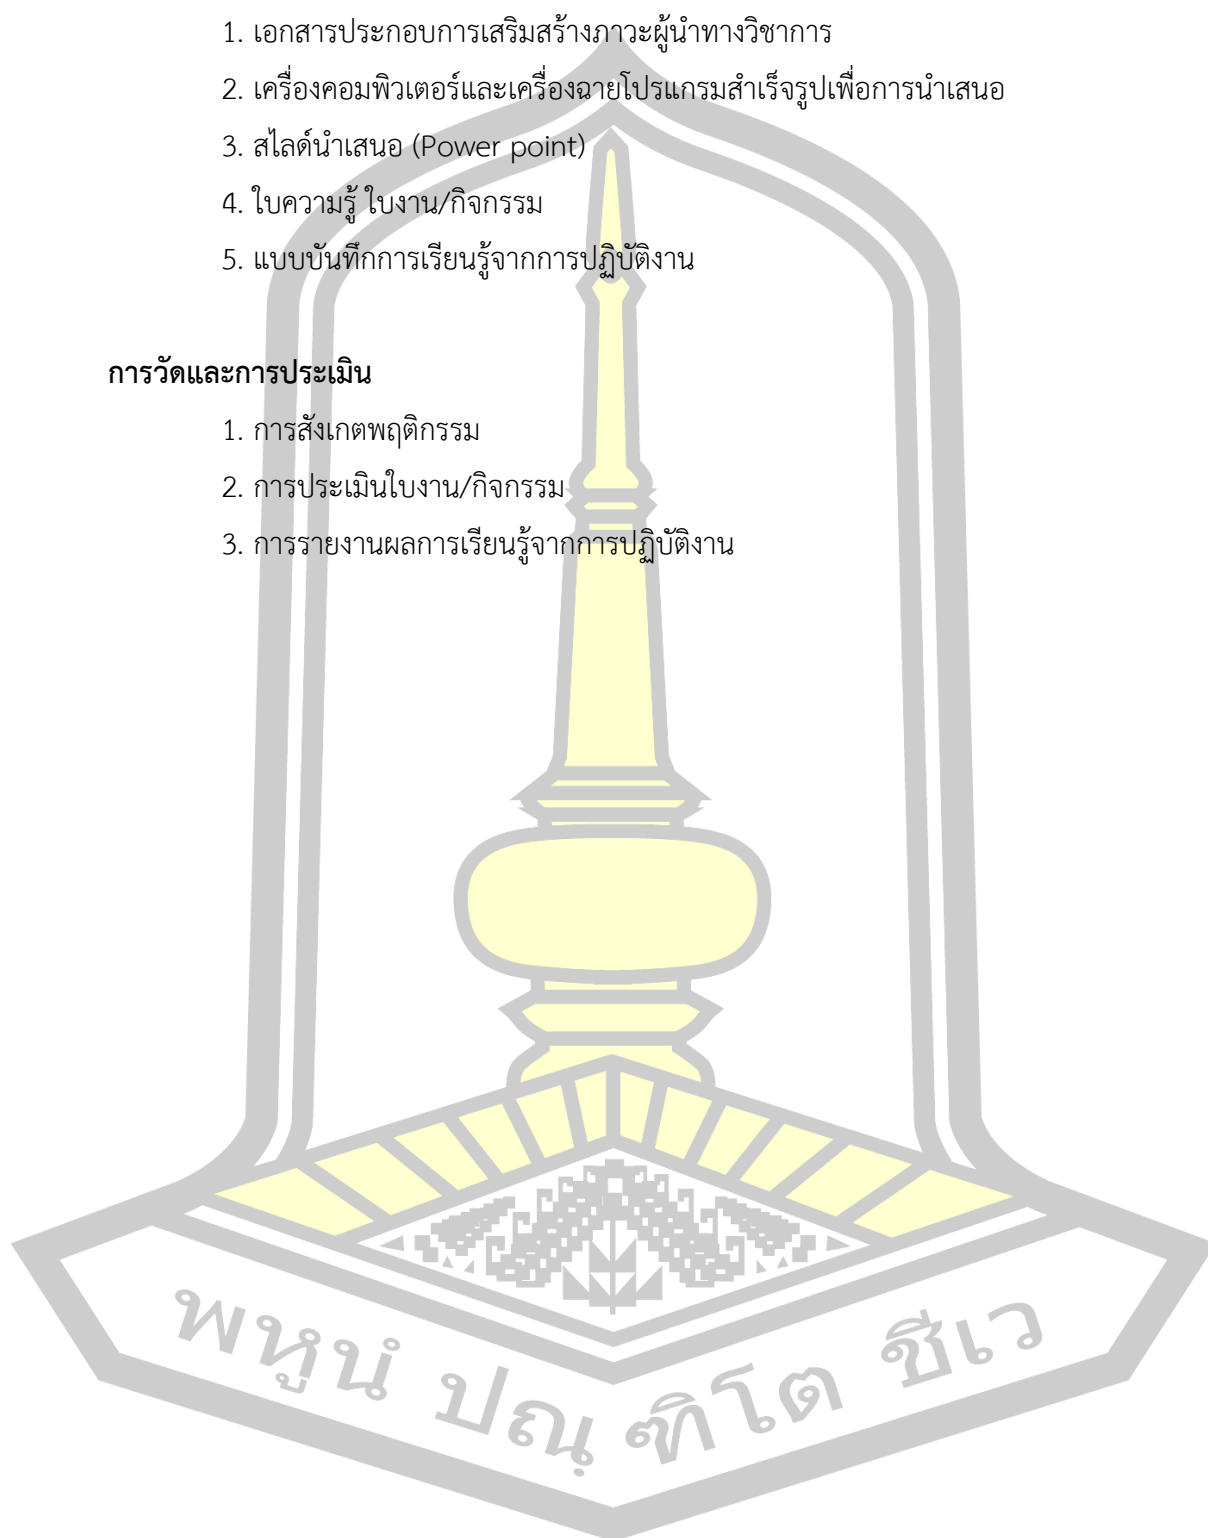 1. เอกสารประกอบการเสริมสร้างภาวะผู้นำทางวิชาการ
2. เครื่องคอมพิวเตอร์และเครื่องฉายโปรแกรมสำเร็จรูปเพื่อการนำเสนอ
3. สไลด์นำเสนอ (Power point)
4. ใบความรู้ ใบงาน/กิจกรรม
5. แบบบันทึกการเรียนรู้จากการปฏิบัติงาน
การวัดและการประเมิน
1. การสังเกตพฤติกรรม
2. การประเมินใบงาน/กิจกรรม
3. การรายงานผลการเรียนรู้จากการปฏิบัติงาน
พหูนํ ปณฺ ฑิโต ชีเว